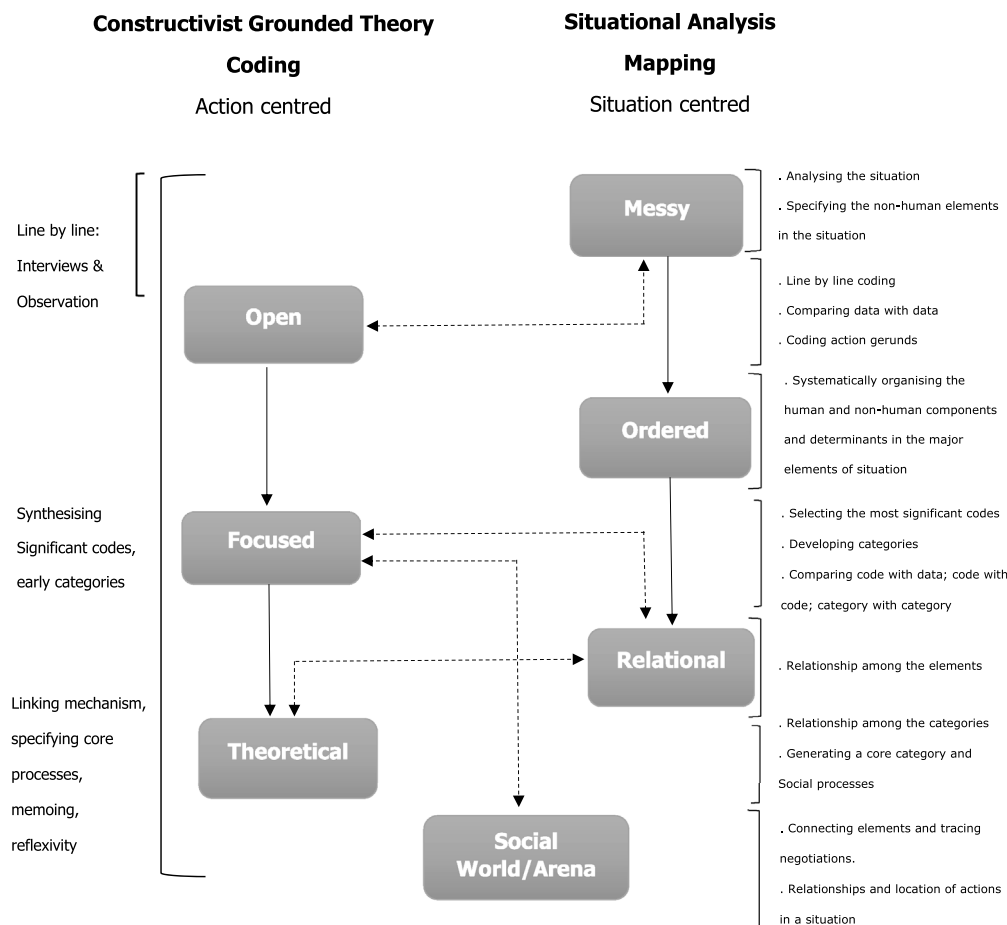 Constructivist Grounded Theory
Coding
Action centred
Situational Analysis
Mapping
Situation centred
Line by line:
Interviews &
Observation
Synthesising
Significant codes,
early categories
Linking mechanism,
specifying core
processes,
memoing,
reflexivity
Open
Focused
Theoretical
Messy
Ordered
Relational
Social
World/Arena
. Analysing the situation
. Specifying the non-human elements
in the situation
. Line by line coding
. Comparing data with data
. Coding action gerunds
. Systematically organising the
human and non-human components
and determinants in the major
elements of situation
. Selecting the most significant codes
. Developing categories
. Comparing code with data; code with
code; category with category
. Relationship among the elements
. Relationship among the categories
. Generating a core category and
Social processes
. Connecting elements and tracing
negotiations.
. Relationships and location of actions
in a situation